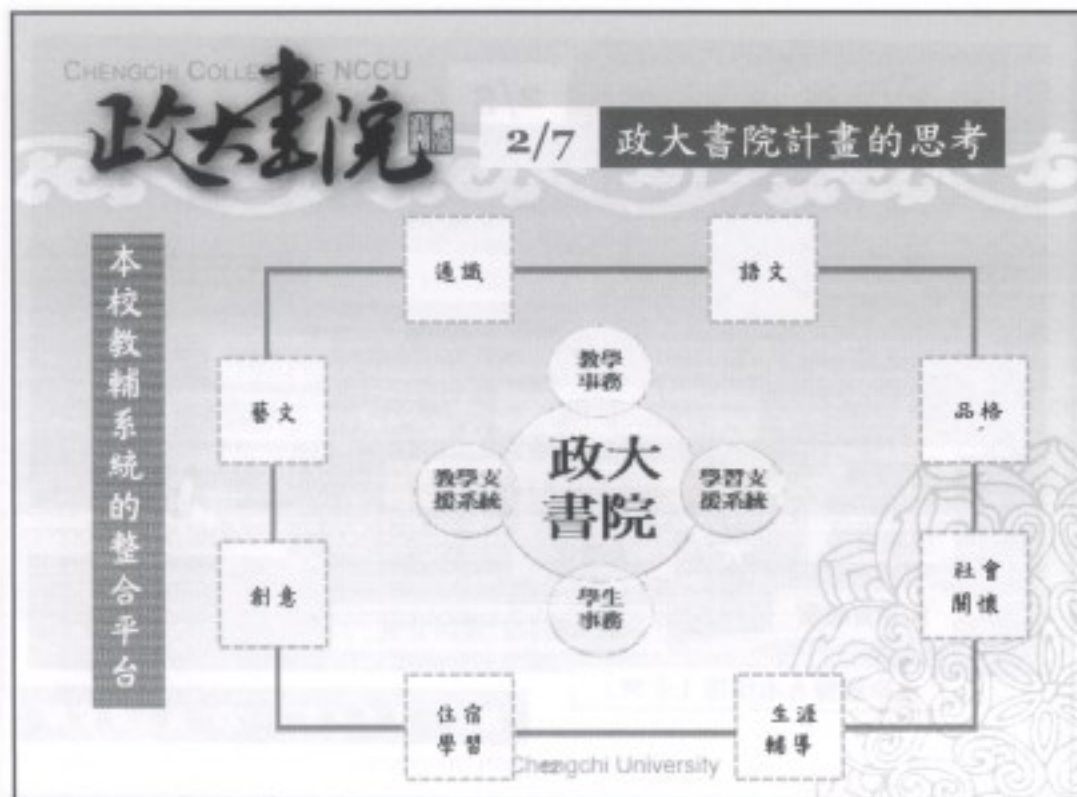 CHENGCHI COLLEGE OF NCCU
政大書院
2/7
政大書院計畫的思考
本校教輔系統的整合平台
通識
語文
藝文
品格
創意
社會
關懷
住宿
學習
生涯
輔導
教學
事務
教學支
援系統
政大
書院
學習支
援系統
學生
事務
Chengchi University